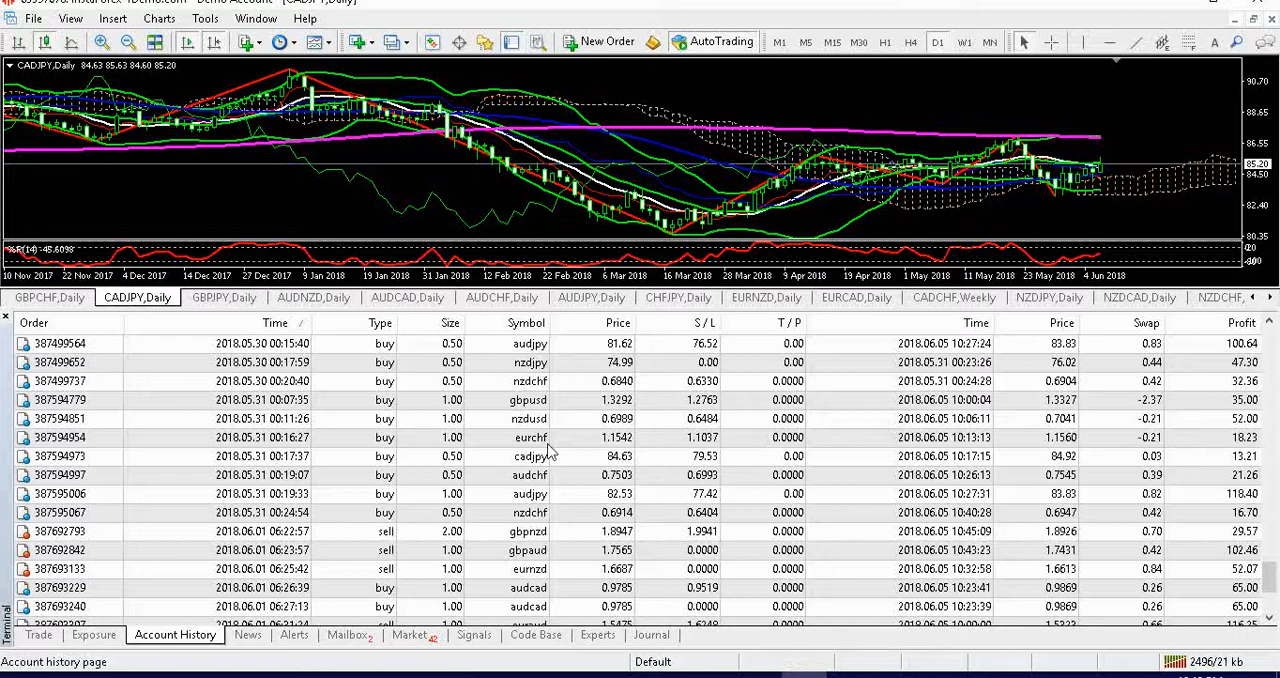 Demo Account - [CADJPY,Daily]
File View Insert Charts Tools Window Help
New Order AutoTrading M1 M5 M15 M30 H1 H4 D1 W1 MN A
CADJPY,Daily 84.63 85.63 84.60 85.20
90.70
88.65
86.55
85.20
84.50
82.40
80.35
%R(14) -45.6098
10 Nov 2017 22 Nov 2017 4 Dec 2017 14 Dec 2017 27 Dec 2017 9 Jan 2018 19 Jan 2018 31 Jan 2018 12 Feb 2018 22 Feb 2018 6 Mar 2018 16 Mar 2018 28 Mar 2018 9 Apr 2018 19 Apr 2018 1 May 2018 11 May 2018 23 May 2018 4 Jun 2018
GBPCHF,Daily CADJPY,Daily GBPJPY,Daily AUDNZD,Daily AUDCAD,Daily AUDCHF,Daily AUDJPY,Daily CHFJPY,Daily EURNZD,Daily EURCAD,Daily CADCHF,Weekly NZDJPY,Daily NZDCAD,Daily NZDCHF,
Order Time / Type Size Symbol Price S / L T / P Time Price Swap Profit
387499564 2018.05.30 00:15:40 buy 0.50 audjpy 81.62 76.52 0.00 2018.06.05 10:27:24 83.83 0.83 100.64
387499652 2018.05.30 00:17:59 buy 0.50 nzdjpy 74.99 0.00 0.00 2018.05.31 00:23:26 76.02 0.44 47.30
387499737 2018.05.30 00:20:40 buy 0.50 nzdchf 0.6840 0.6330 0.0000 2018.05.31 00:24:28 0.6904 0.42 32.36
387594779 2018.05.31 00:07:35 buy 1.00 gbpusd 1.3292 1.2763 0.0000 2018.06.05 10:00:04 1.3327 -2.37 35.00
387594851 2018.05.31 00:11:26 buy 1.00 nzdusd 0.6989 0.6484 0.0000 2018.06.05 10:06:11 0.7041 -0.21 52.00
387594954 2018.05.31 00:16:27 buy 1.00 eurchf 1.1542 1.1037 0.0000 2018.06.05 10:13:13 1.1560 -0.21 18.23
387594973 2018.05.31 00:17:37 buy 0.50 cadjpy 84.63 79.53 0.00 2018.06.05 10:17:15 84.92 0.03 13.21
387594997 2018.05.31 00:19:07 buy 0.50 audchf 0.7503 0.6993 0.0000 2018.06.05 10:26:13 0.7545 0.39 21.26
387595006 2018.05.31 00:19:33 buy 1.00 audjpy 82.53 77.42 0.00 2018.06.05 10:27:31 83.83 0.82 118.40
387595067 2018.05.31 00:24:54 buy 0.50 nzdchf 0.6914 0.6404 0.0000 2018.06.05 10:40:28 0.6947 0.42 16.70
387692793 2018.06.01 06:22:57 sell 2.00 gbpnzd 1.8947 1.9941 0.0000 2018.06.05 10:45:09 1.8926 0.70 29.57
387692842 2018.06.01 06:23:57 sell 1.00 gbpaud 1.7565 0.0000 0.0000 2018.06.05 10:43:23 1.7431 0.42 102.46
387693133 2018.06.01 06:25:42 sell 1.00 eurnzd 1.6687 0.0000 0.0000 2018.06.05 10:32:58 1.6613 0.84 52.07
387693229 2018.06.01 06:26:39 buy 1.00 audcad 0.9785 0.9519 0.0000 2018.06.05 10:23:41 0.9869 0.26 65.00
387693240 2018.06.01 06:27:13 buy 1.00 audcad 0.9785 0.0000 0.0000 2018.06.05 10:23:39 0.9869 0.26 65.00
Terminal
Trade Exposure Account History News Alerts Mailbox 2 Market 42 Signals Code Base Experts Journal
Account history page Default 2496/21 kb